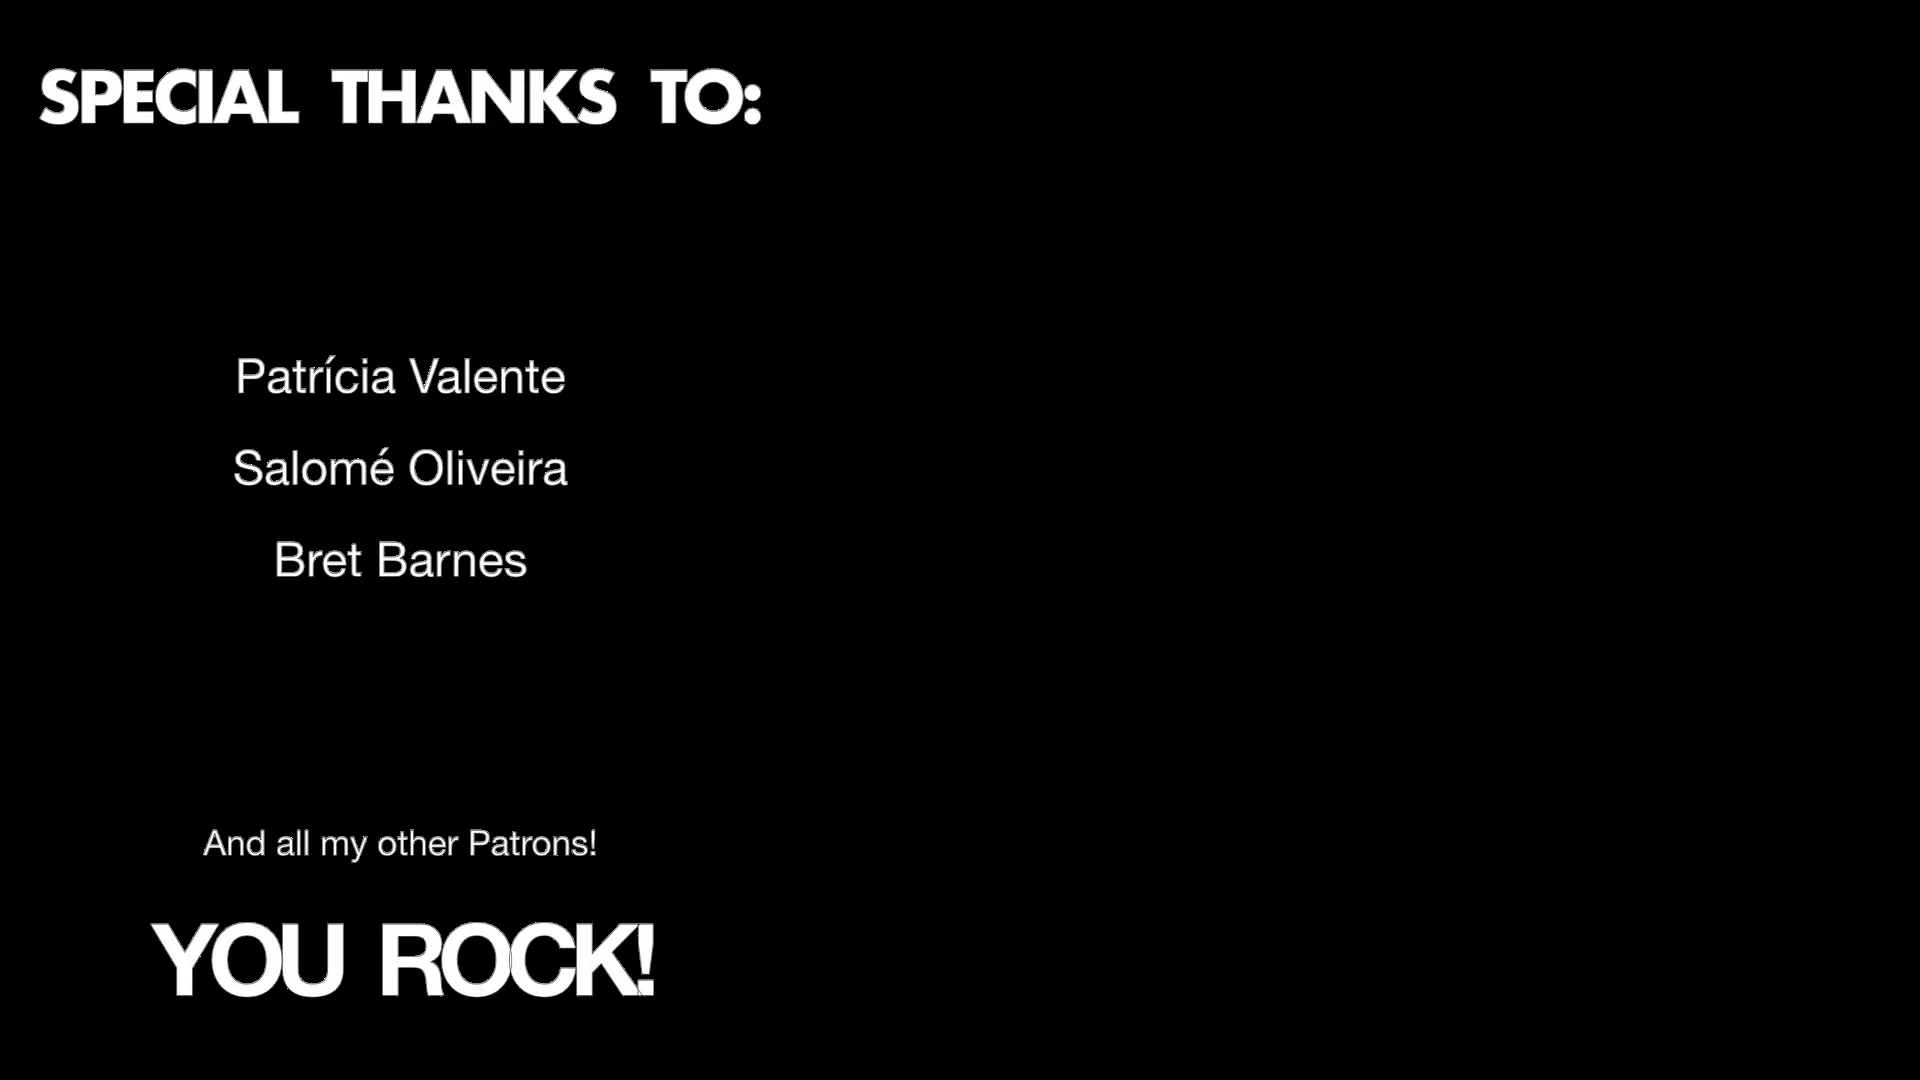 SPECIAL THANKS TO:
Patrícia Valente
Salomé Oliveira
Bret Barnes
And all my other Patrons!
YOU ROCK!